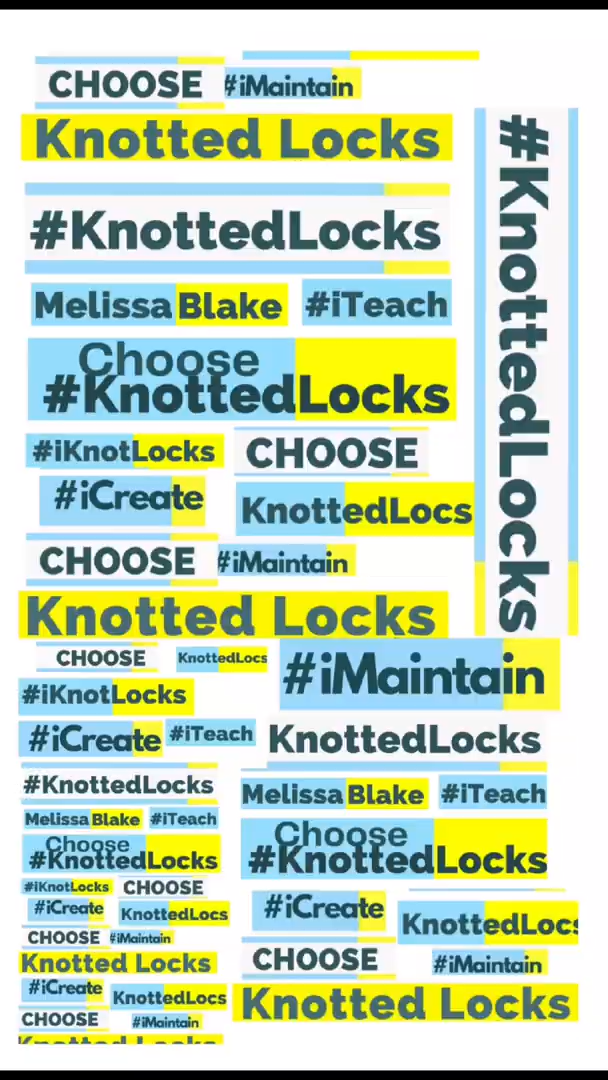 CHOOSE #iMaintain
Knotted Locks
#KnottedLocks
#KnottedLocks
Melissa Blake #iTeach
Choose
#KnottedLocks
#iKnotLocks CHOOSE
#iCreate KnottedLocs
CHOOSE #iMaintain
Knotted Locks
CHOOSE KnottedLocs #iMaintain
#iKnotLocks
#iCreate #iTeach KnottedLocks
#KnottedLocks
Melissa Blake #iTeach
Melissa Blake #iTeach
Choose
#KnottedLocks
Choose
#KnottedLocks
#iKnotLocks CHOOSE
#iCreate KnottedLocs
#iCreate KnottedLocs
CHOOSE #iMaintain
CHOOSE #iMaintain
Knotted Locks
#iCreate KnottedLocs
Knotted Locks
CHOOSE #iMaintain
Knotted Locks